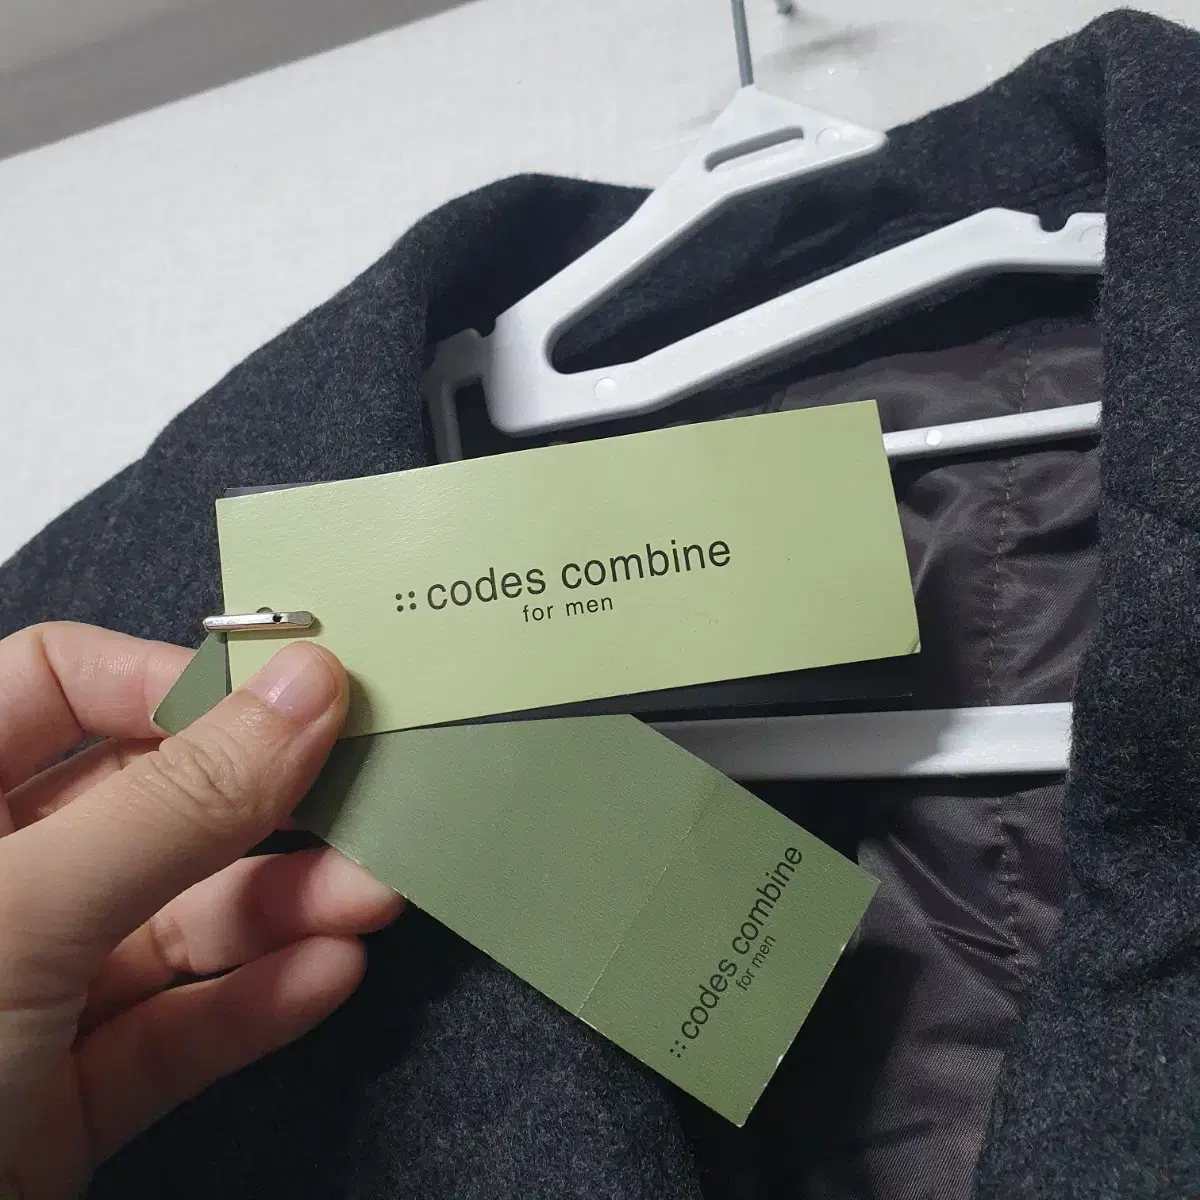 :: codes combine
for men
:: codes combine
for men